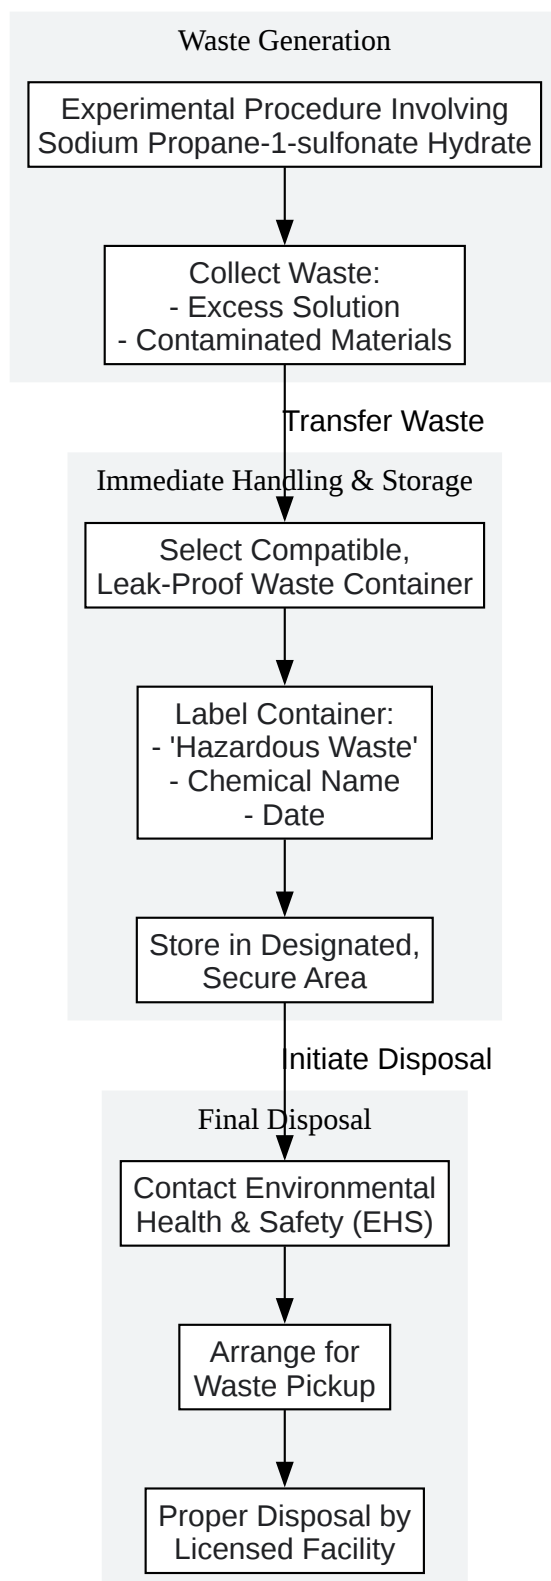 Waste Generation
Experimental Procedure Involving
Sodium Propane-1-sulfonate Hydrate
Collect Waste:
- Excess Solution
- Contaminated Materials
Transfer Waste
Immediate Handling & Storage
Select Compatible,
Leak-Proof Waste Container
Label Container:
- 'Hazardous Waste'
- Chemical Name
- Date
Store in Designated,
Secure Area
Initiate Disposal
Final Disposal
Contact Environmental
Health & Safety (EHS)
Arrange for
Waste Pickup
Proper Disposal by
Licensed Facility